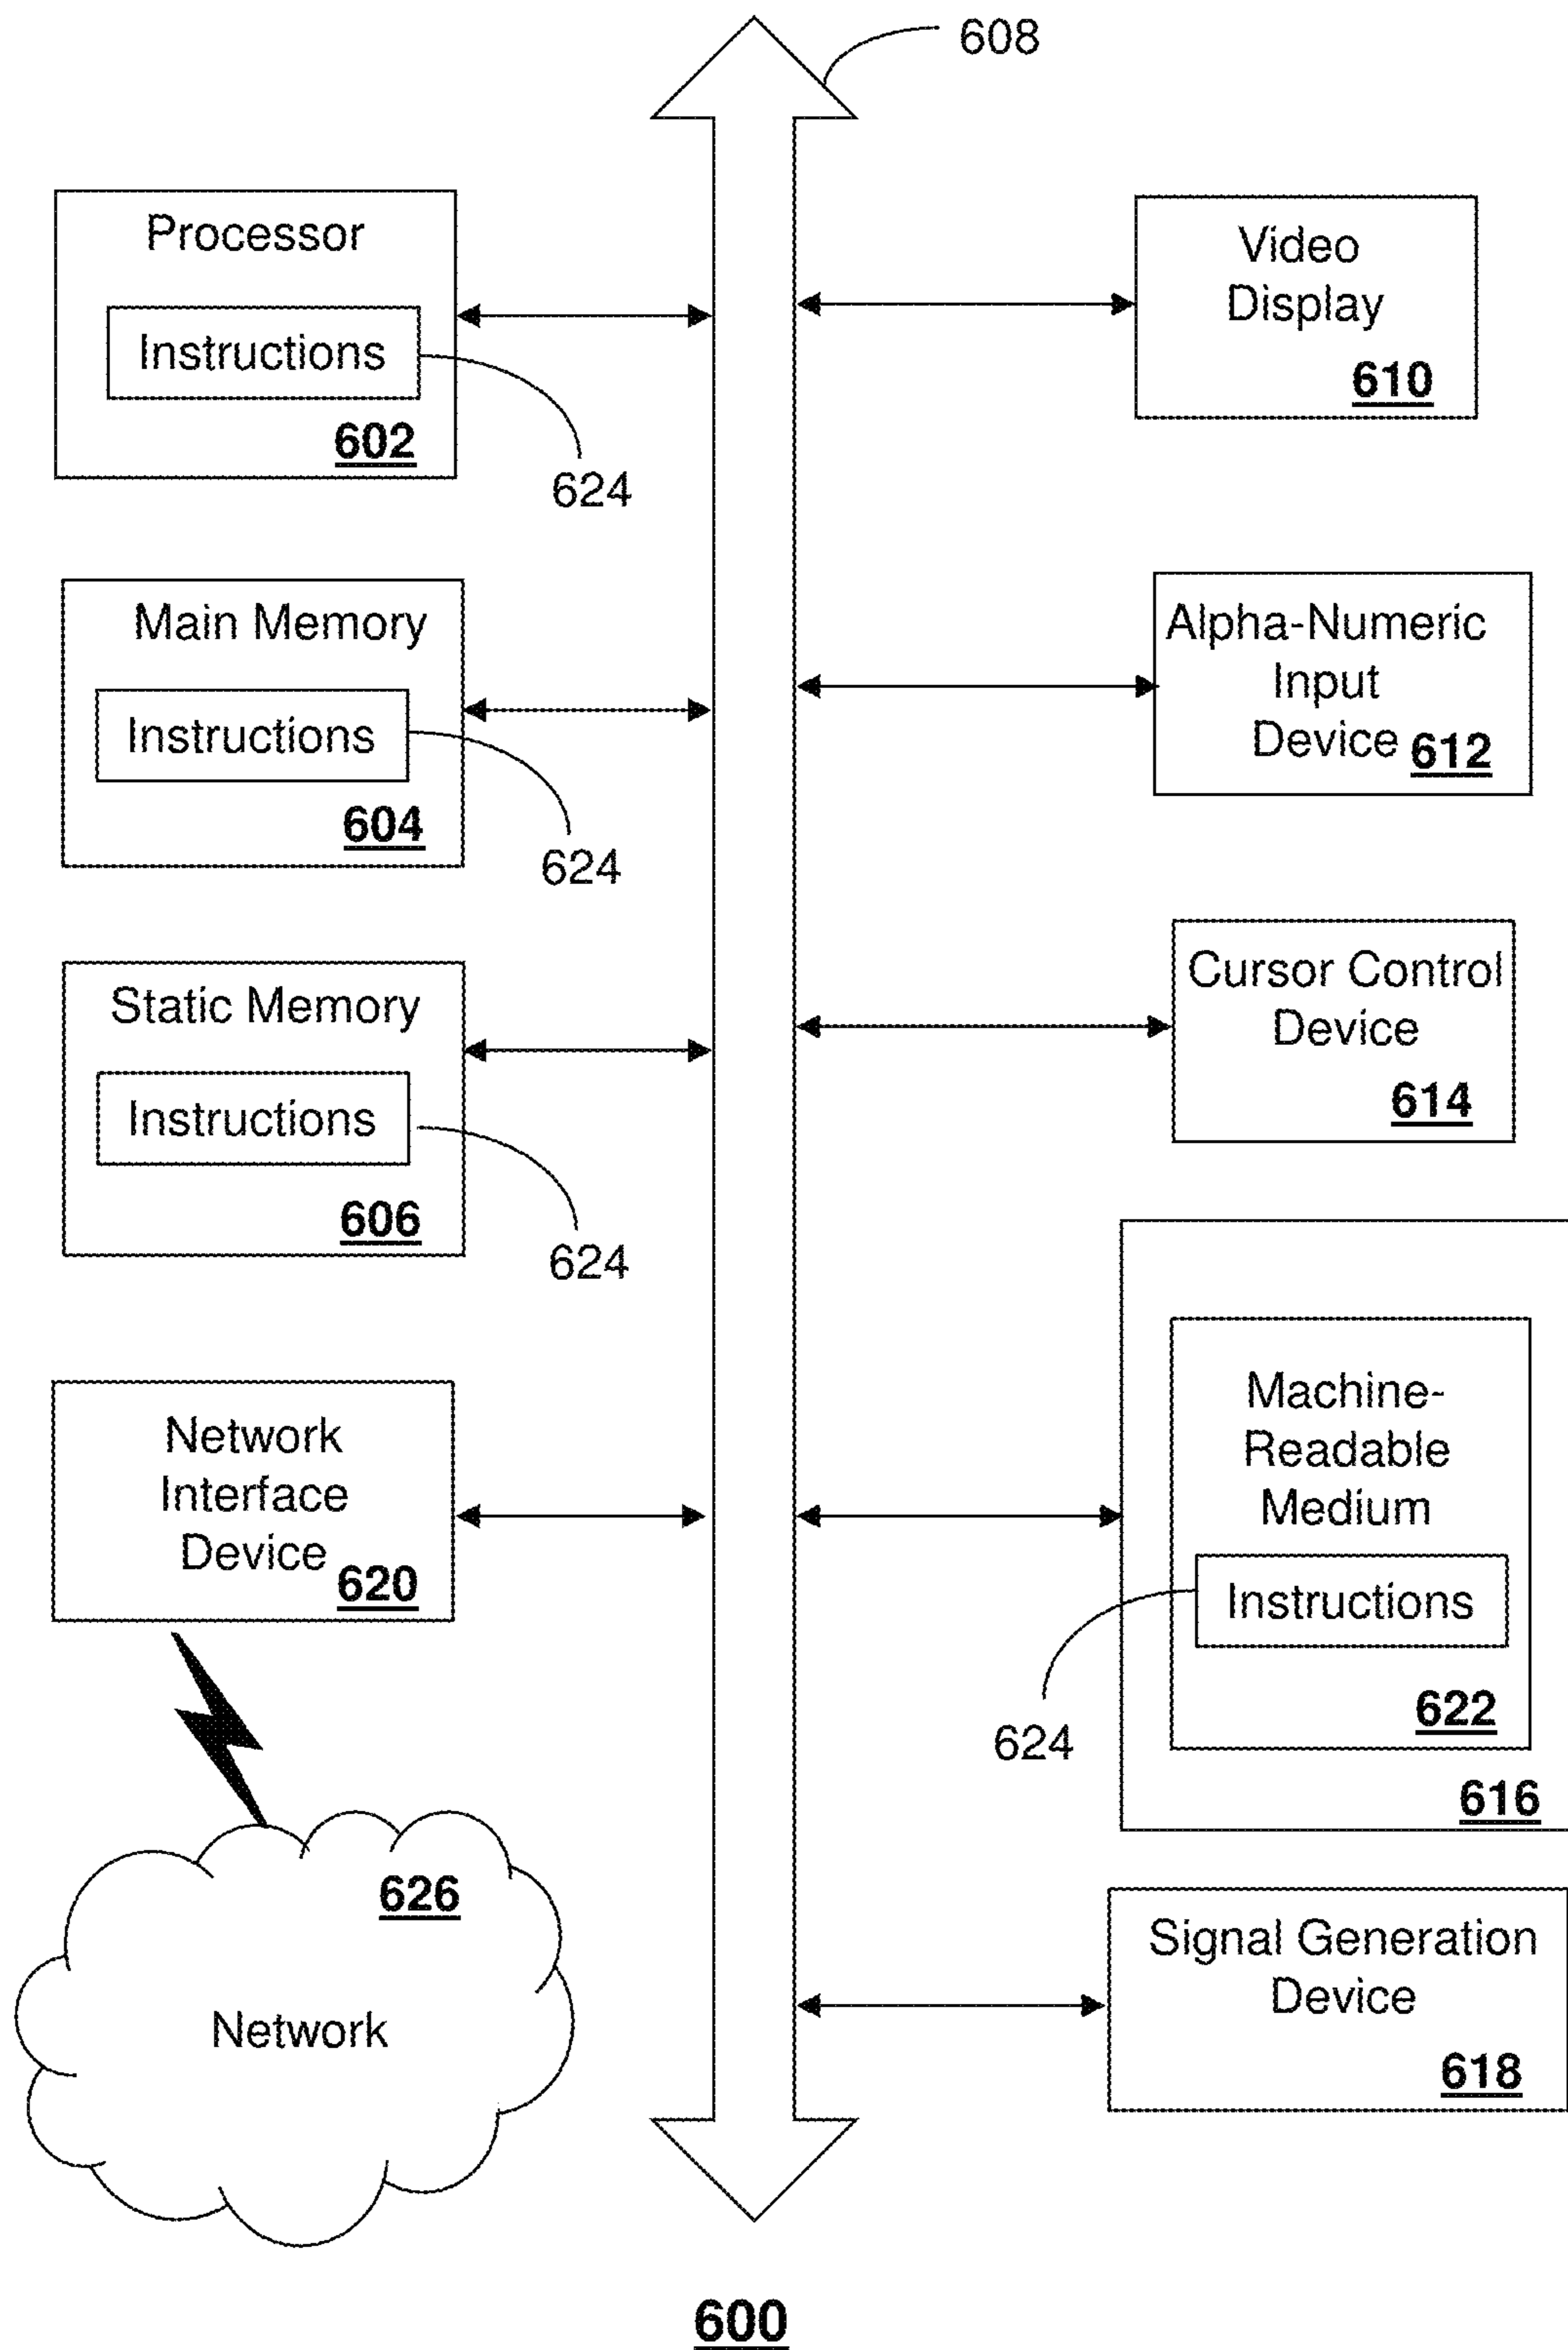 608
Processor
Instructions
602
624
Main Memory
Instructions
604
624
Static Memory
Instructions
606
624
Network
Interface
Device
620
626
Network
Video
Display
610
Alpha-Numeric
Input
Device
612
Cursor Control
Device
614
Machine-
Readable
Medium
Instructions
624
622
616
Signal Generation
Device
618
600